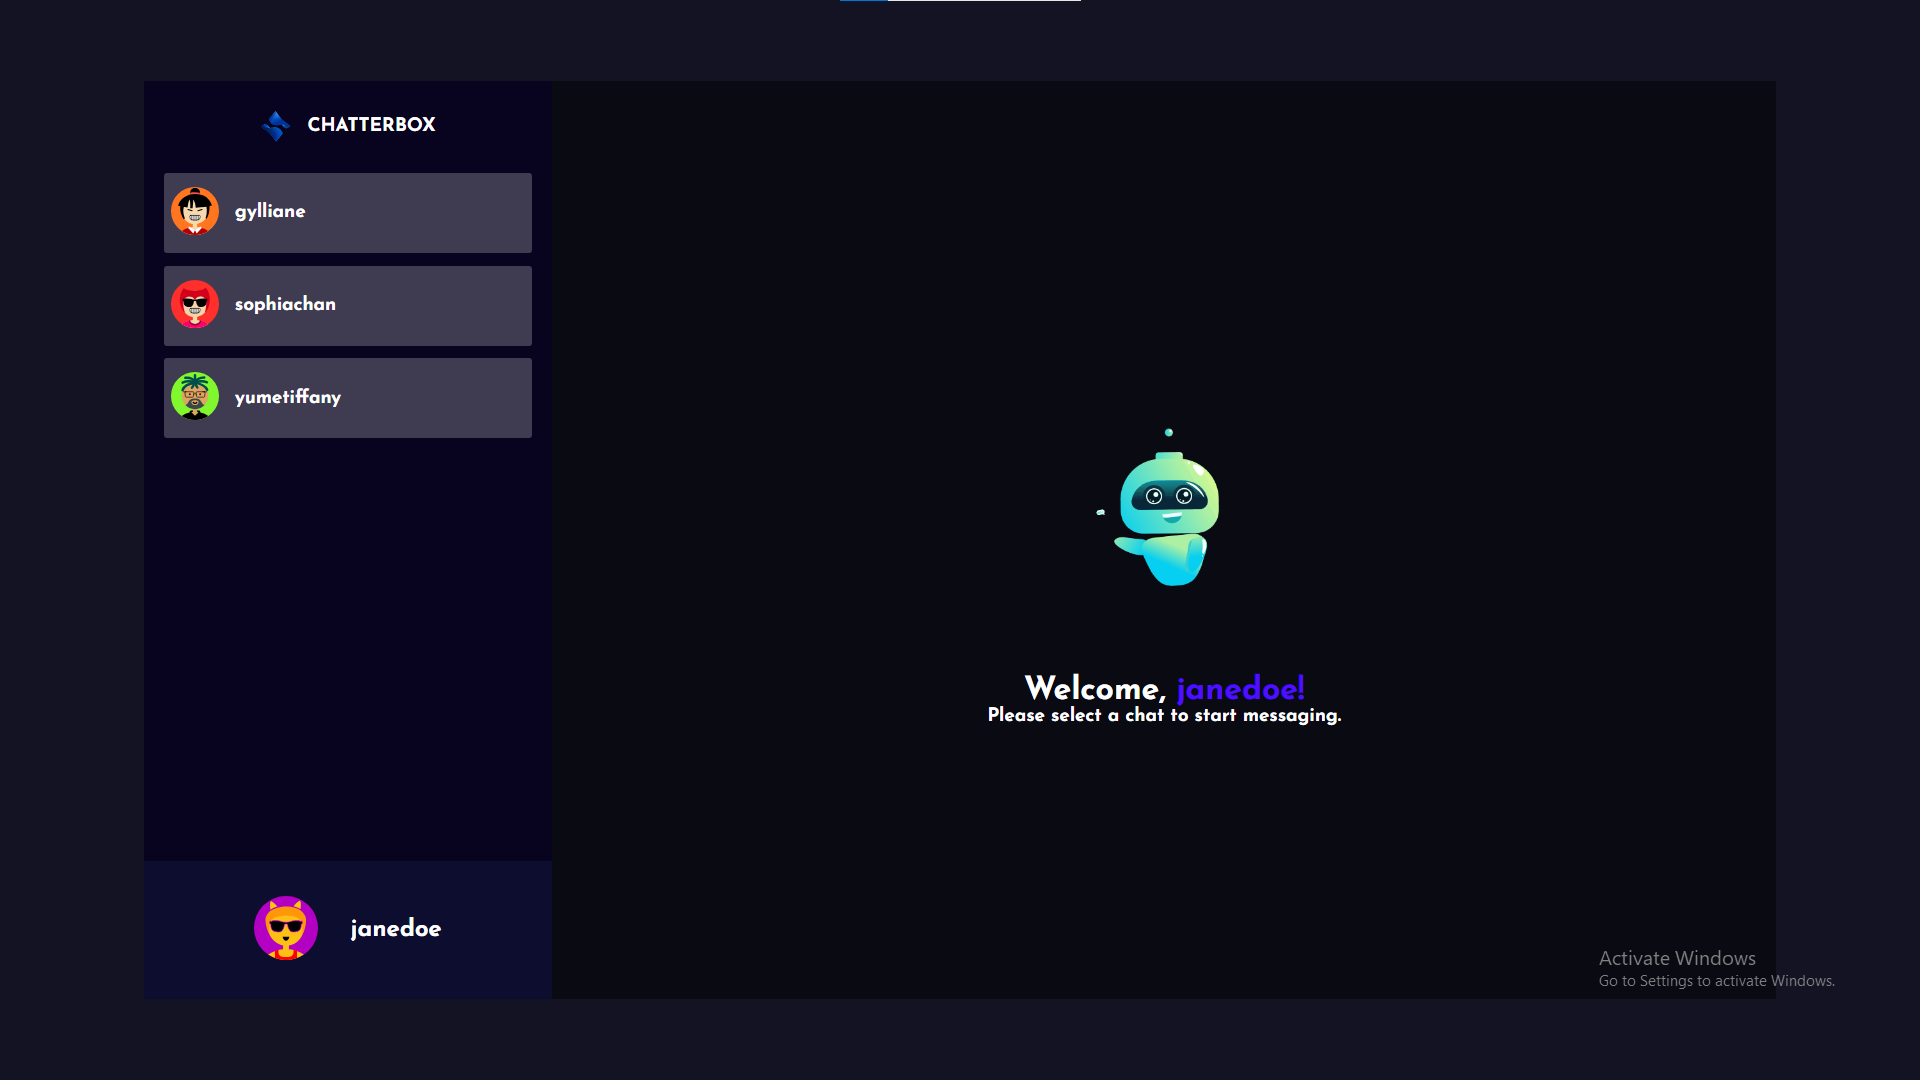 CHATTERBOX
gylliane
sophiachan
yumetiffany
janedoe
Welcome, janedoe!
Please select a chat to start messaging.
Activate Windows
Go to Settings to activate Windows.